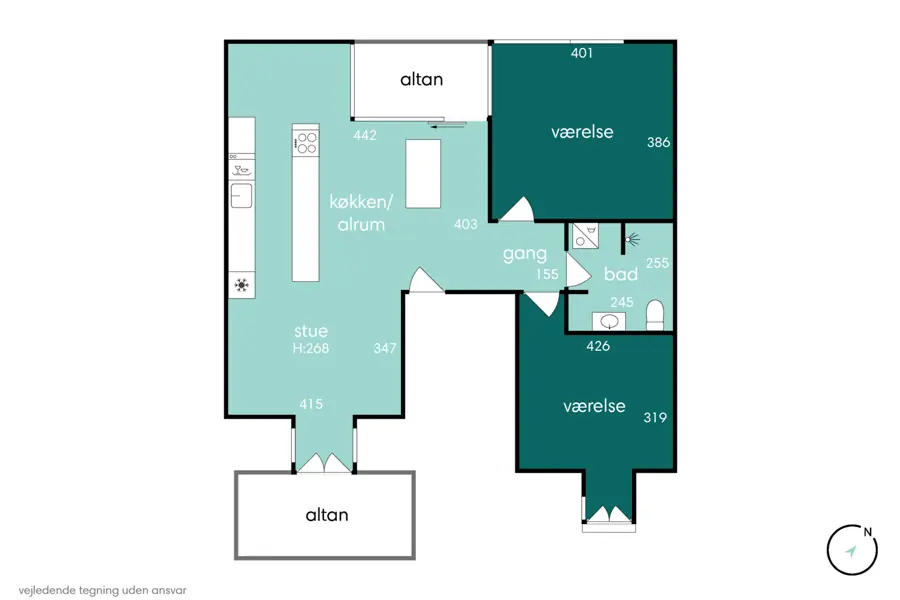 altan
401
værelse
386
442
køkken/
alrum
403
gang
155
bad
255
245
stue
H:268
347
415
426
værelse
319
altan
N
vejledende tegning uden ansvar